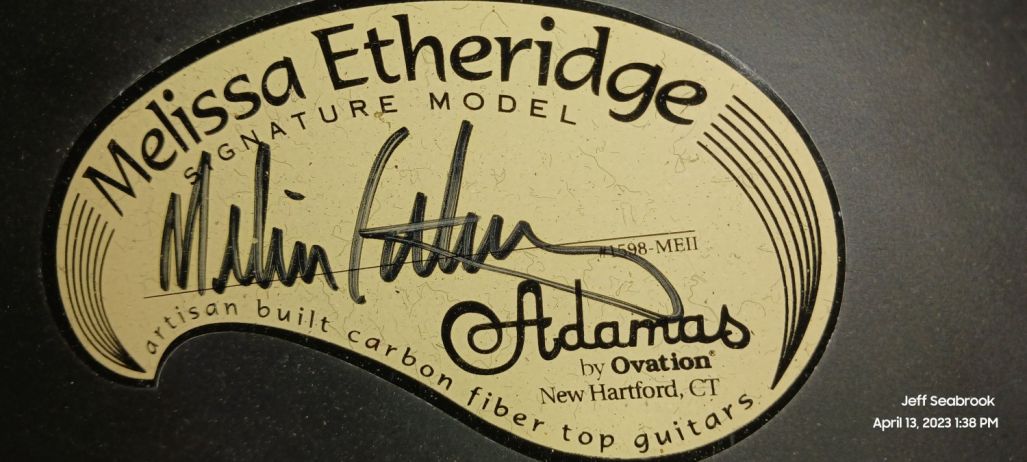 Melissa Etheridge
SIGNATURE MODEL
#1598-MEII
Adamas
by Ovation®
New Hartford, CT
artisan built carbon fiber top guitars
Jeff Seabrook
April 13, 2023 1:38 PM